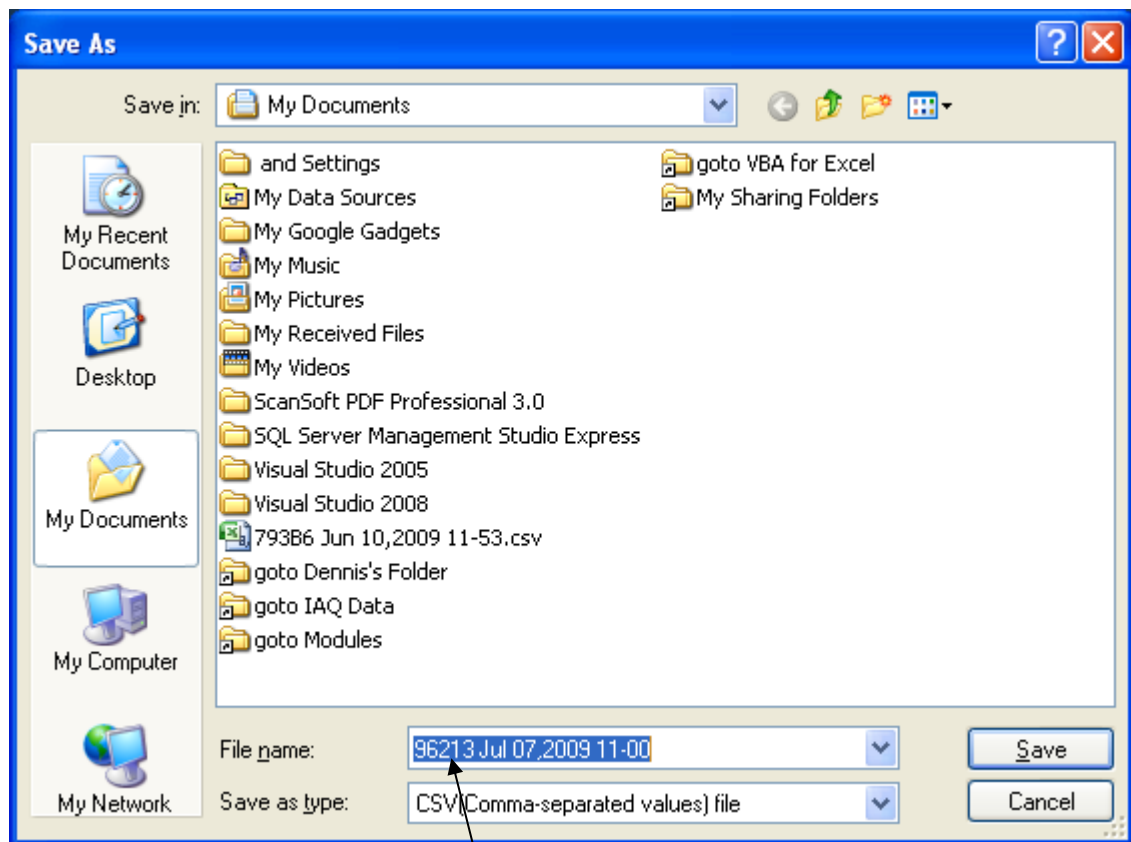 Save As
Save in: My Documents
My Recent
Documents
Desktop
My Documents
My Computer
My Network
and Settings
My Data Sources
My Google Gadgets
My Music
My Pictures
My Received Files
My Videos
ScanSoft PDF Professional 3.0
SQL Server Management Studio Express
Visual Studio 2005
Visual Studio 2008
793B6 Jun 10,2009 11-53.csv
goto Dennis's Folder
goto IAQ Data
goto Modules
goto VBA for Excel
My Sharing Folders
File name: 96213 Jul 07,2009 11-00
Save
Save as type: CSV(Comma-separated values) file
Cancel